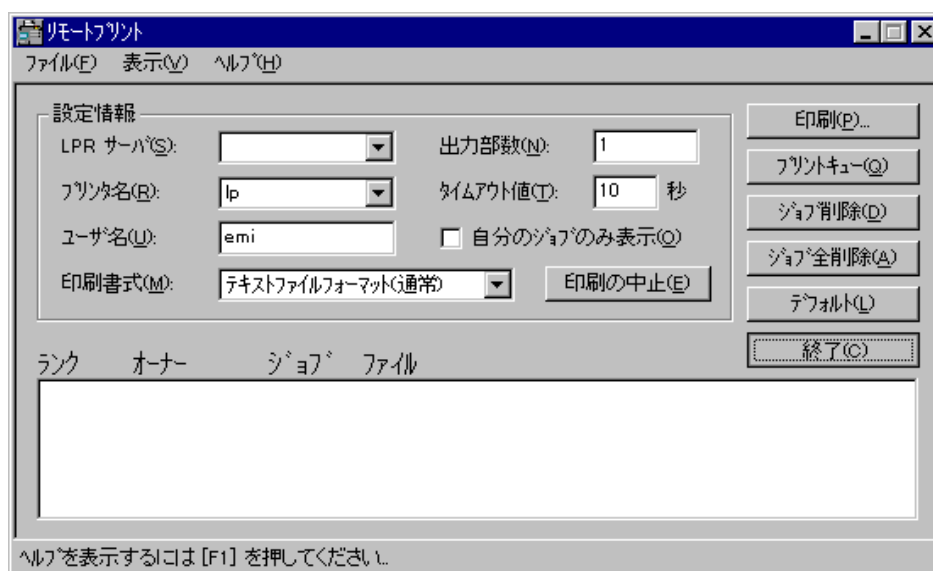 リモートプリント
ファイル(F) 表示(V) ヘルプ(H)
設定情報
LPR サーバ(S):
出力部数(N): 1
プリンタ名(R): lp
タイムアウト値(T): 10 秒
ユーザ名(U): emi
自分のジョブのみ表示(O)
印刷書式(M): テキストファイルフォーマット(通常)
印刷の中止(E)
印刷(P)...
プリントキュー(Q)
ジョブ削除(D)
ジョブ全削除(A)
デフォルト(L)
終了(C)
ランク オーナー ジョブ ファイル
ヘルプを表示するには [F1] を押してください..